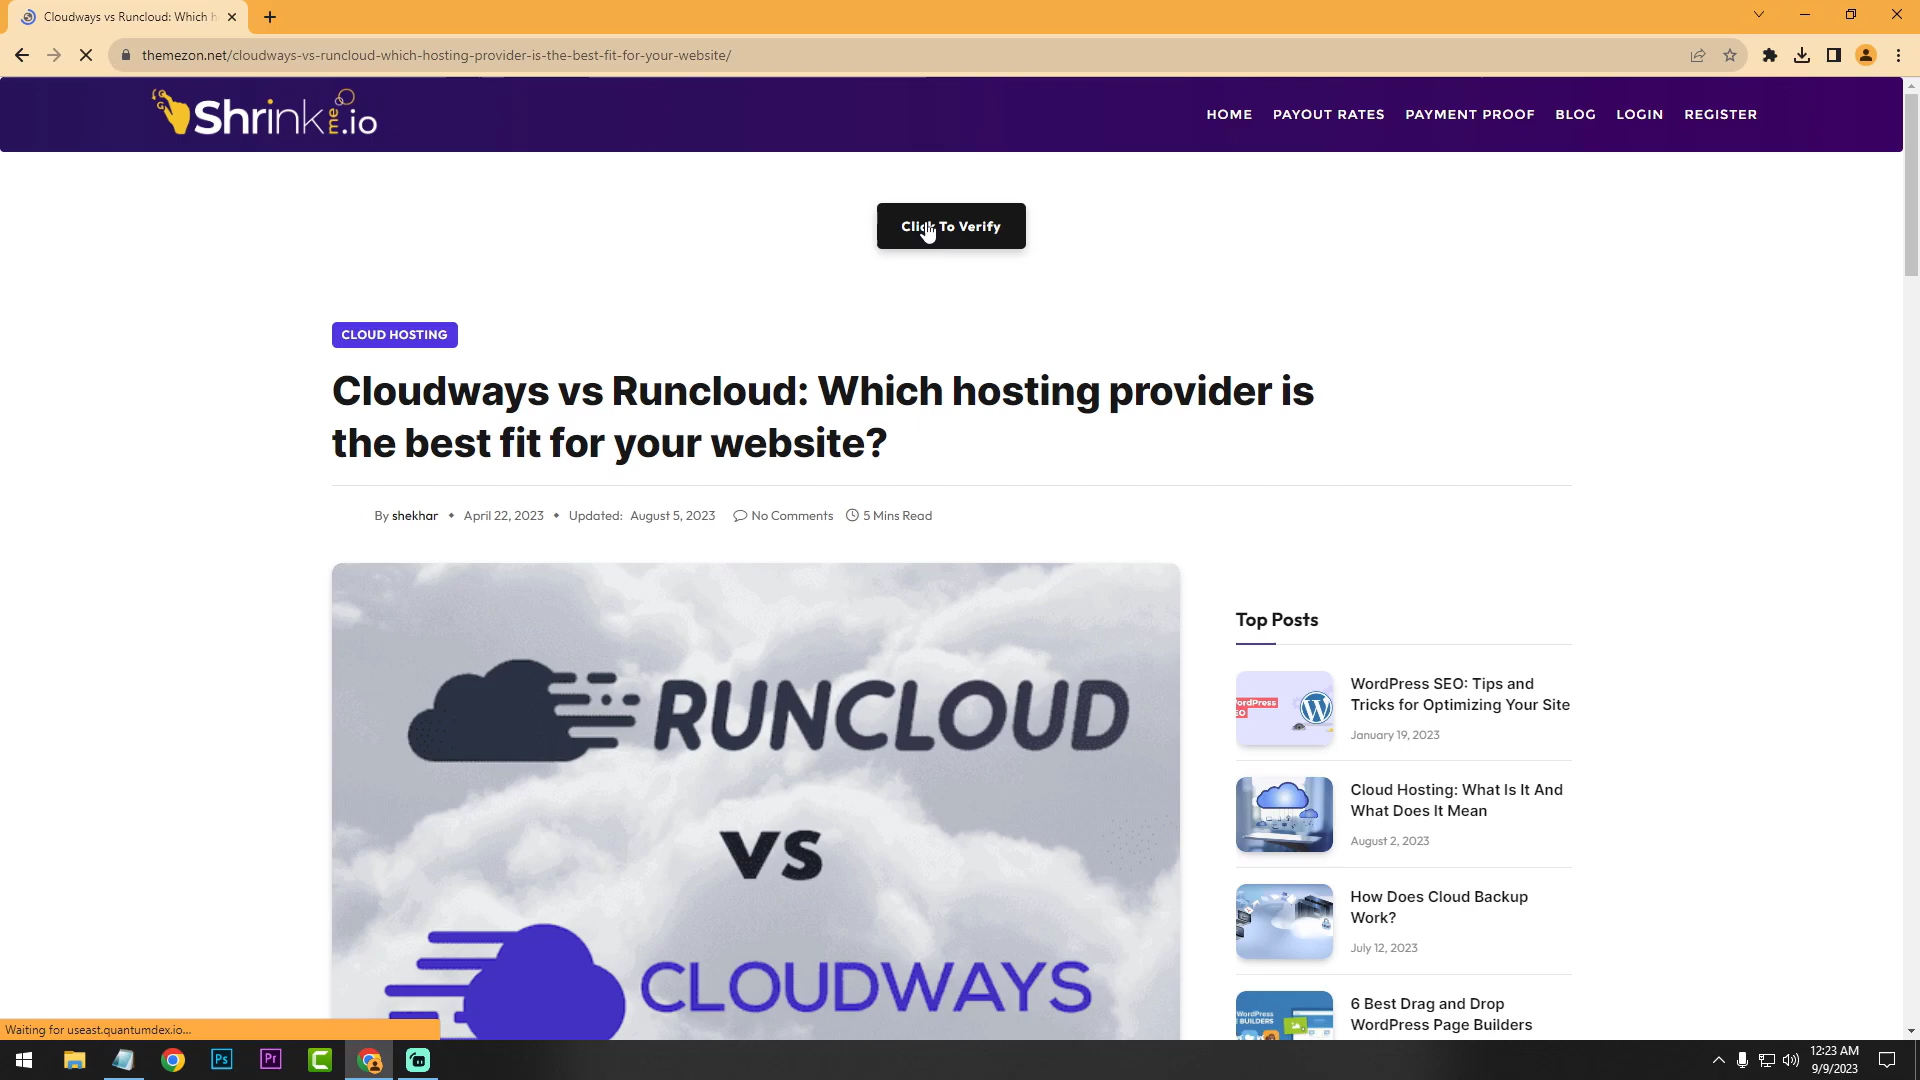 Cloudways vs Runcloud: Which h
themezon.net/cloudways-vs-runcloud-which-hosting-provider-is-the-best-fit-for-your-website/
Shrinkme.io
HOME PAYOUT RATES PAYMENT PROOF BLOG LOGIN REGISTER
Click To Verify
CLOUD HOSTING
Cloudways vs Runcloud: Which hosting provider is
the best fit for your website?
By shekhar • April 22, 2023 • Updated: August 5, 2023 No Comments 5 Mins Read
RUNCLOUD
VS
CLOUDWAYS
Top Posts
WordPress SEO: Tips and
Tricks for Optimizing Your Site
January 19, 2023
Cloud Hosting: What Is It And
What Does It Mean
August 2, 2023
How Does Cloud Backup
Work?
July 12, 2023
6 Best Drag and Drop
WordPress Page Builders
Waiting for useast.quantumdex.io...
Ps
Pr
12:23 AM
9/9/2023